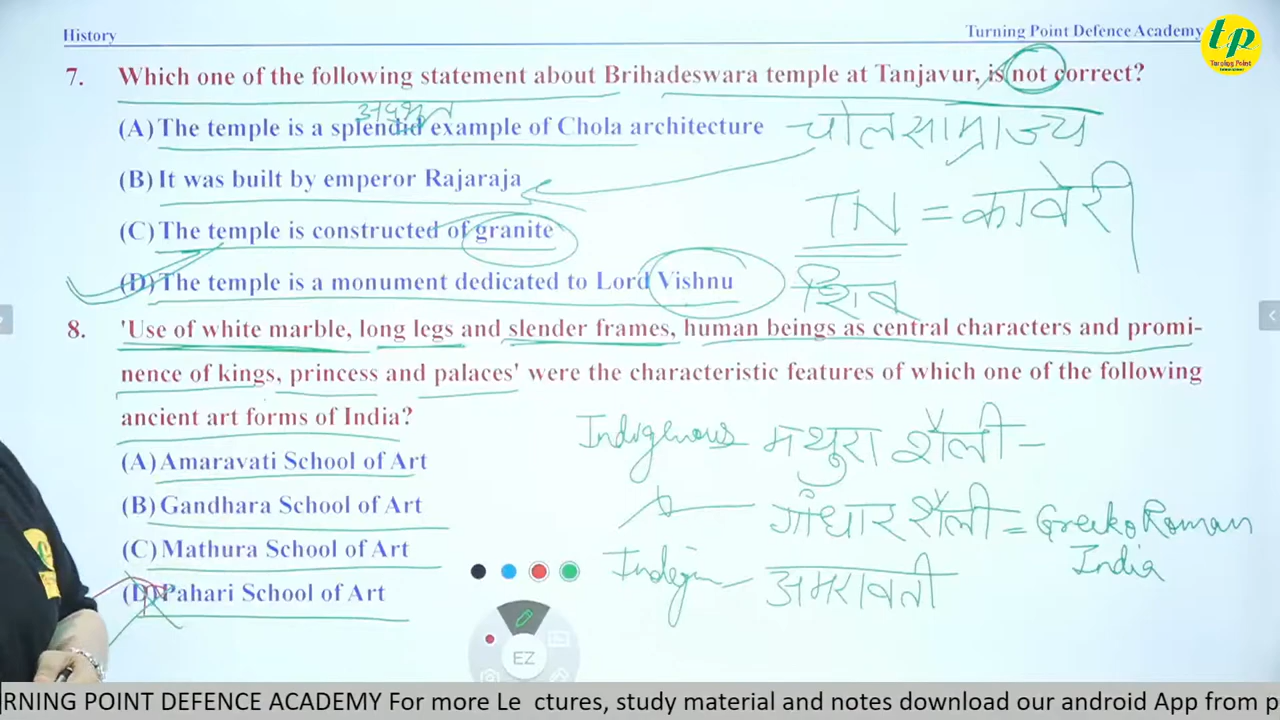 History
Turning Point Defence Academy
tp
Turning Point
7. Which one of the following statement about Brihadeswara temple at Tanjavur, is not correct?
अद्भुत
(A) The temple is a splendid example of Chola architecture
चोल साम्राज्य
(B) It was built by emperor Rajaraja
TN = कावेरी
(C) The temple is constructed of granite
(D) The temple is a monument dedicated to Lord Vishnu
शिव
8. 'Use of white marble, long legs and slender frames, human beings as central characters and promi-
nence of kings, princess and palaces' were the characteristic features of which one of the following
ancient art forms of India?
Indigenous मथुरा शैली -
(A) Amaravati School of Art
(B) Gandhara School of Art
गांधार शैली = Greeko Roman
India
(C) Mathura School of Art
अमरावती
(D) Pahari School of Art
EZ
RNING POINT DEFENCE ACADEMY For more Le ctures, study material and notes download our android App from p